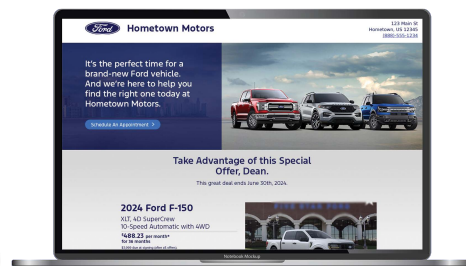 Ford
Hometown Motors
123 Main St
Hometown, US 12345
(888)-555-1234
It's the perfect time for a
brand-new Ford vehicle.
And we're here to help you
find the right one today at
Hometown Motors.
Schedule An Appointment >
Take Advantage of this Special
Offer, Dean.
This great deal ends June 30th, 2024.
2024 Ford F-150
XLT, 4D SuperCrew
10-Speed Automatic with 4WD
$488.23 per month*
for 36 months
FIVE STAR FORD
Notebook Mockup